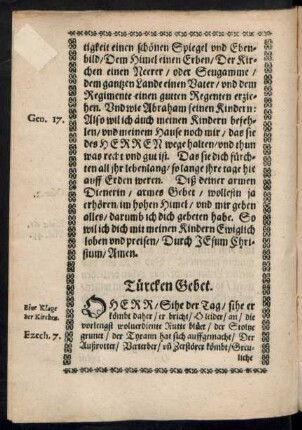 tigkeit einen schönen Spiegel vnd Eben-
bild/ Dem Himel einen Erben/ Der Kir-
chen einen Neerer/ oder Seugamme/
dem gantzen Lande einen Vater/ vnd dem
Regimente einen gutten Regenten erzie-
hen. Vnd wie Abraham seinen Kindern:
Gen. 17.
Also wil ich auch meinen Kindern befeh-
len/ vnd meinem Hause noch mir/ das sie
des HERREN wege halten/ vnd thun
was recht vnd gut ist. Das sie dich fürch-
ten all ihr lebenlang/ so lange ihre tage hie
auff Erden weren. Diß deiner armen
Dienerin/ armes Gebet/ wollestu ja
erhören im hohen Himel/ vnd mir geben
alles/ darumb ich dich gebeten habe. So
wil ich dich mit meinen Kindern Ewiglich
loben vnd preisen/ Durch JEsum Chri-
stum/ Amen.
Türcken Gebet.
Eine Klage
der Kirchen.
Ezech. 7.
O HERR/ Sihe der Tag/ sihe er
kömbt daher/ er bricht/ O leider/ an/ die
vorlengst wolverdiente Rutte blüet/ der Stoltze
grunet/ der Tyrann hat sich auffgemacht/ Der
Außrotter/ Vaterber/ vñ Zerstörer kömbt/ Greu-
liche